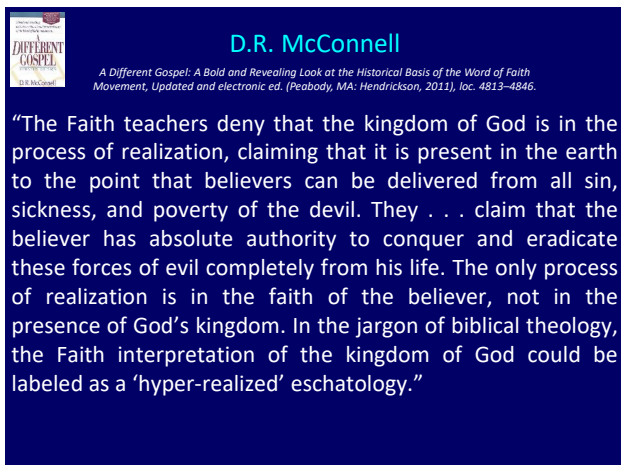 A
DIFFERENT
GOSPEL
D.R. McConnell
D.R. McConnell
A Different Gospel: A Bold and Revealing Look at the Historical Basis of the Word of Faith
Movement, Updated and electronic ed. (Peabody, MA: Hendrickson, 2011), loc. 4813–4846.
“The Faith teachers deny that the kingdom of God is in the
process of realization, claiming that it is present in the earth
to the point that believers can be delivered from all sin,
sickness, and poverty of the devil. They . . . claim that the
believer has absolute authority to conquer and eradicate
these forces of evil completely from his life. The only process
of realization is in the faith of the believer, not in the
presence of God’s kingdom. In the jargon of biblical theology,
the Faith interpretation of the kingdom of God could be
labeled as a ‘hyper-realized’ eschatology.”